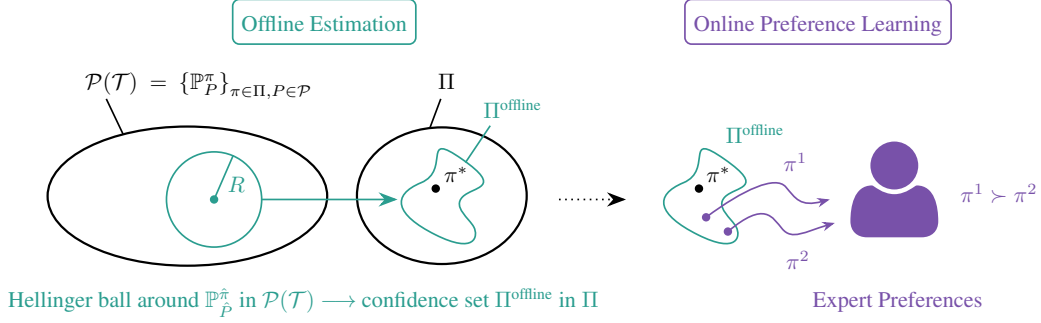 Offline Estimation
Online Preference Learning
𝒫(𝒯) = {ℙ^π_P}_{π∈Π, P∈𝒫}
Π
Π^offline
R
π*
Π^offline
π*
π^1
π^2
π^1 ≻ π^2
Hellinger ball around ℙ^{π̂}_{P̂} in 𝒫(𝒯) ⟶ confidence set Π^offline in Π
Expert Preferences